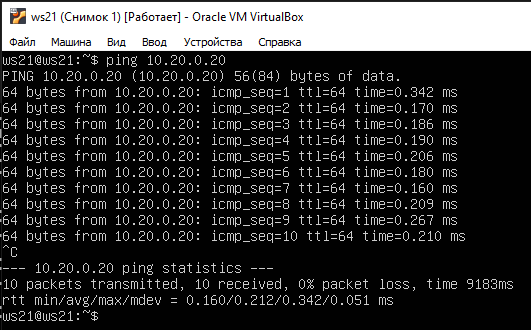 ws21 (Снимок 1) [Работает] - Oracle VM VirtualBox
Файл Машина Вид Ввод Устройства Справка
ws21@ws21:~$ ping 10.20.0.20
PING 10.20.0.20 (10.20.0.20) 56(84) bytes of data.
64 bytes from 10.20.0.20: icmp_seq=1 ttl=64 time=0.342 ms
64 bytes from 10.20.0.20: icmp_seq=2 ttl=64 time=0.170 ms
64 bytes from 10.20.0.20: icmp_seq=3 ttl=64 time=0.186 ms
64 bytes from 10.20.0.20: icmp_seq=4 ttl=64 time=0.190 ms
64 bytes from 10.20.0.20: icmp_seq=5 ttl=64 time=0.206 ms
64 bytes from 10.20.0.20: icmp_seq=6 ttl=64 time=0.180 ms
64 bytes from 10.20.0.20: icmp_seq=7 ttl=64 time=0.160 ms
64 bytes from 10.20.0.20: icmp_seq=8 ttl=64 time=0.209 ms
64 bytes from 10.20.0.20: icmp_seq=9 ttl=64 time=0.267 ms
64 bytes from 10.20.0.20: icmp_seq=10 ttl=64 time=0.210 ms
^C
--- 10.20.0.20 ping statistics ---
10 packets transmitted, 10 received, 0% packet loss, time 9183ms
rtt min/avg/max/mdev = 0.160/0.212/0.342/0.051 ms
ws21@ws21:~$